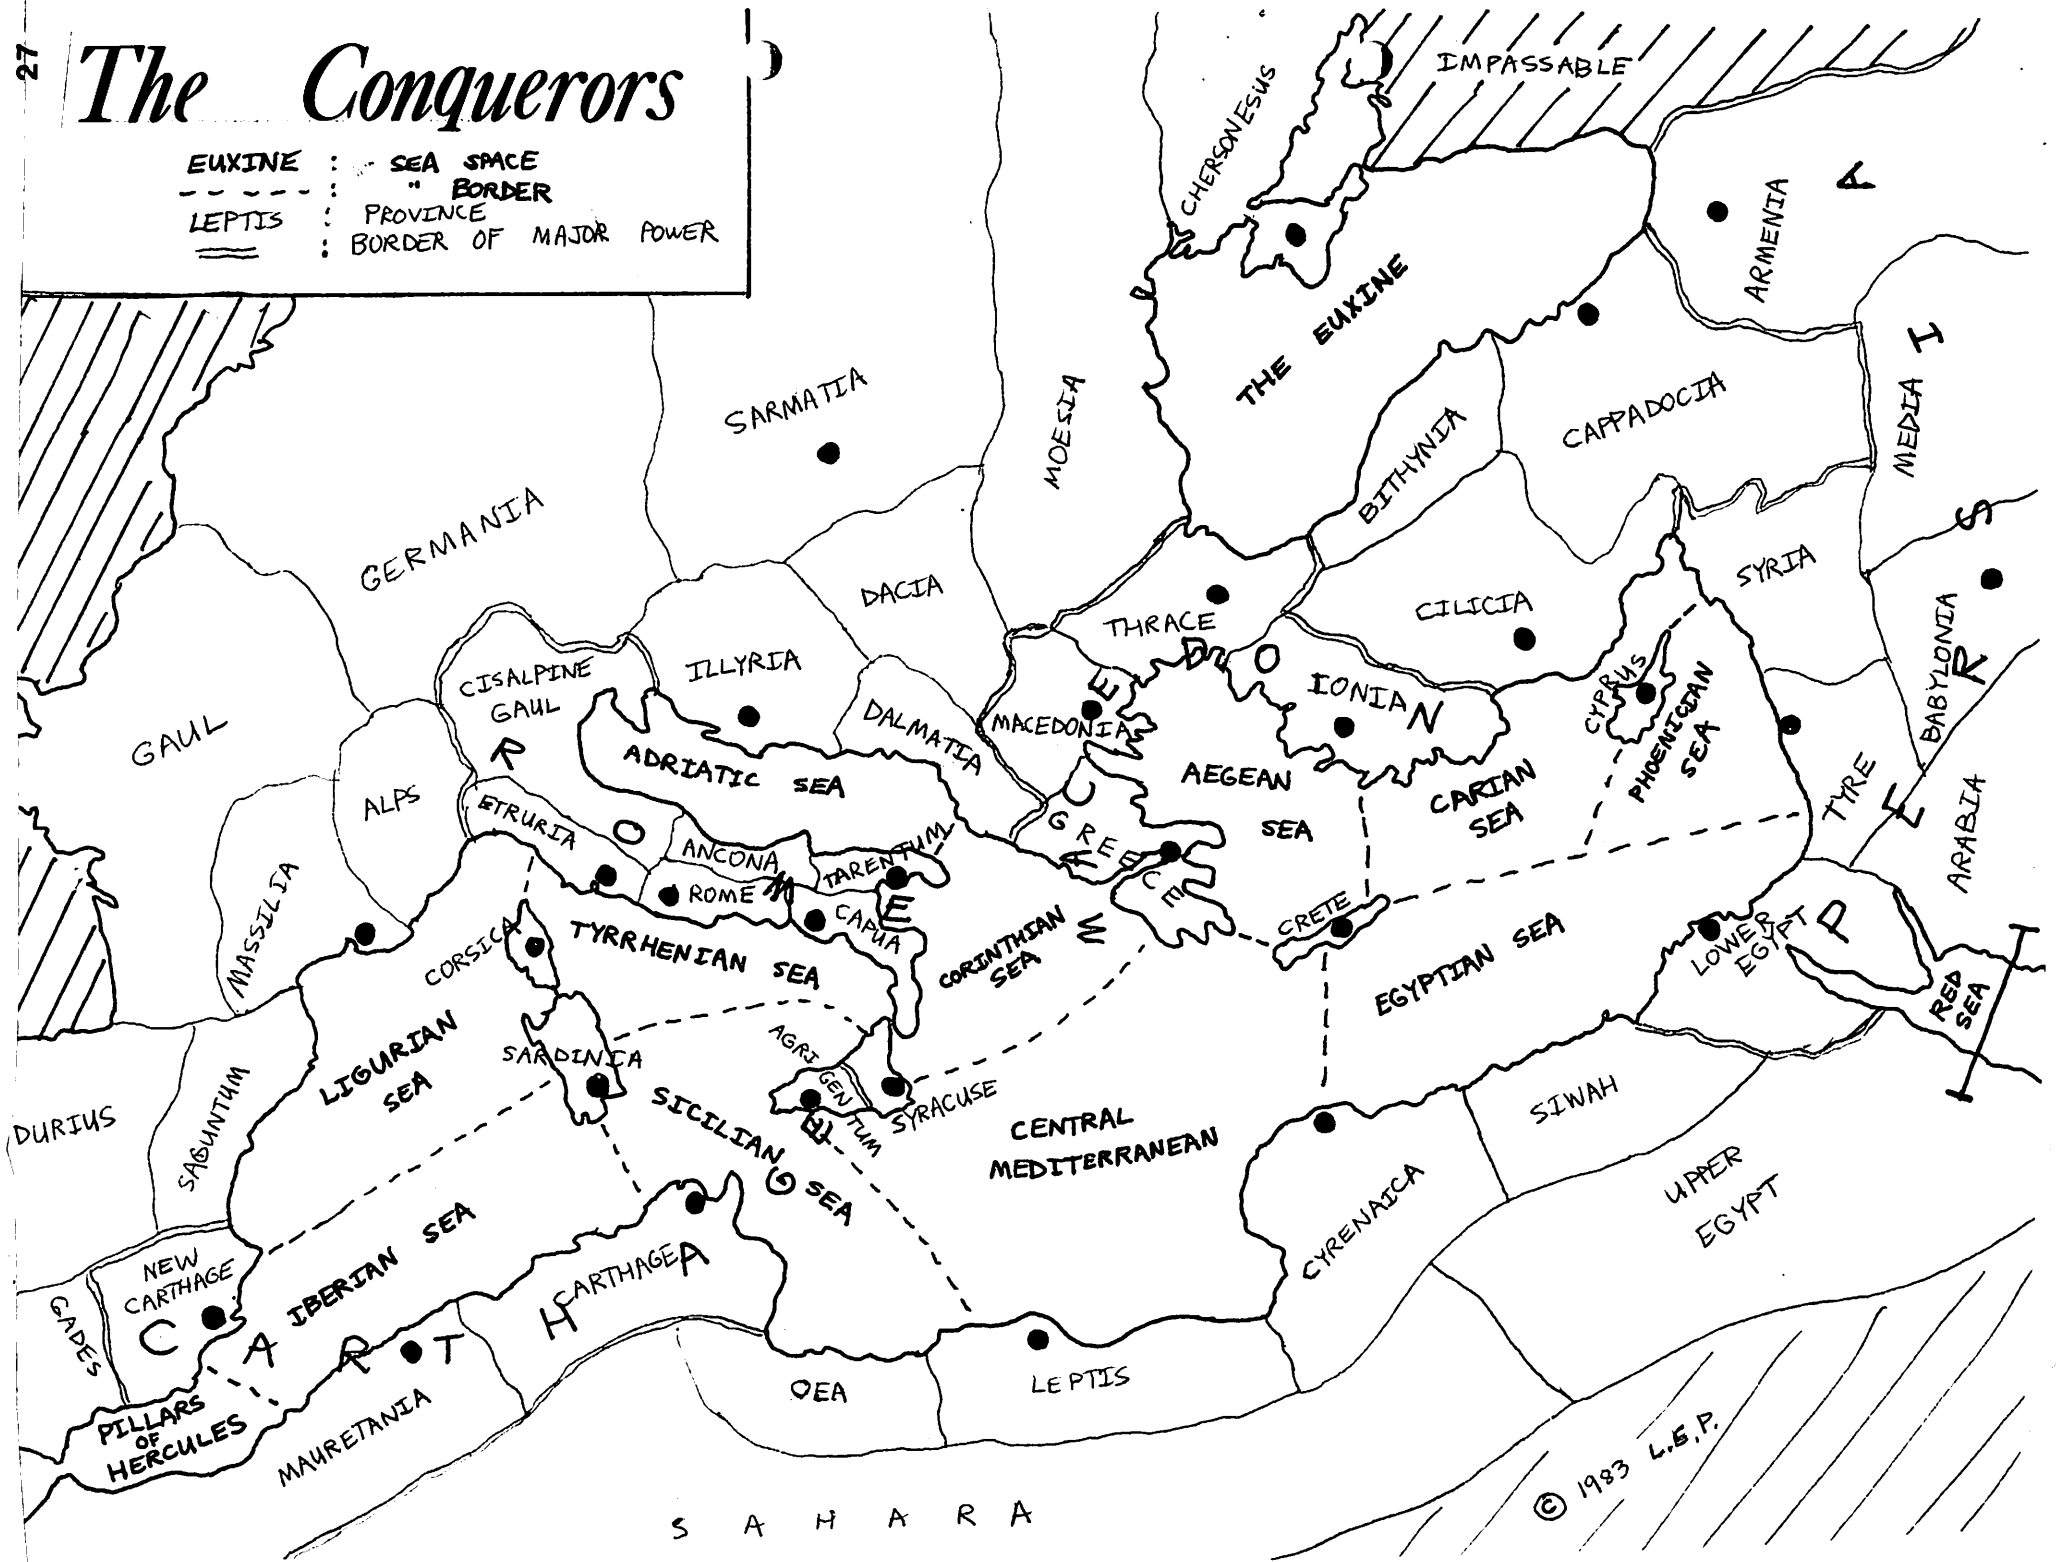 27
The Conquerors
EUXINE : SEA SPACE
- - - - - : " BORDER
LEPTIS : PROVINCE
: BORDER OF MAJOR POWER
IMPASSABLE
CHERSONESUS
ARMENIA
THE EUXINE
SARMATIA
MOESIA
BITHYNIA
CAPPADOCIA
MEDIA
GERMANIA
DACIA
THRACE
CILICIA
SYRIA
BABYLONIA
CISALPINE
GAUL
ILLYRIA
DALMATIA
MACEDONIA
IONIA
CYPRUS
PHOENICIAN
SEA
GAUL
ALPS
ADRIATIC SEA
AEGEAN
SEA
CARIAN
SEA
TYRE
ARABIA
ETRURIA
ANCONA
ROME
TARENTUM
CAPUA
GREECE
CRETE
MASSILIA
CORSICA
TYRRHENIAN SEA
CORINTHIAN
SEA
EGYPTIAN SEA
LOWER
EGYPT
RED
SEA
LIGURIAN
SEA
SARDINIA
AGRIGENTUM
SYRACUSE
SICILIAN SEA
CENTRAL
MEDITERRANEAN
SIWAH
UPPER
EGYPT
DURIUS
SAGUNTUM
CYRENAICA
NEW
CARTHAGE
GADES
IBERIAN SEA
CARTHAGE
PILLARS
OF
HERCULES
MAURETANIA
OEA
LEPTIS
SAHARA
ROME
MACEDON
PERSIA
CARTHAGE
© 1983 L.E.P.